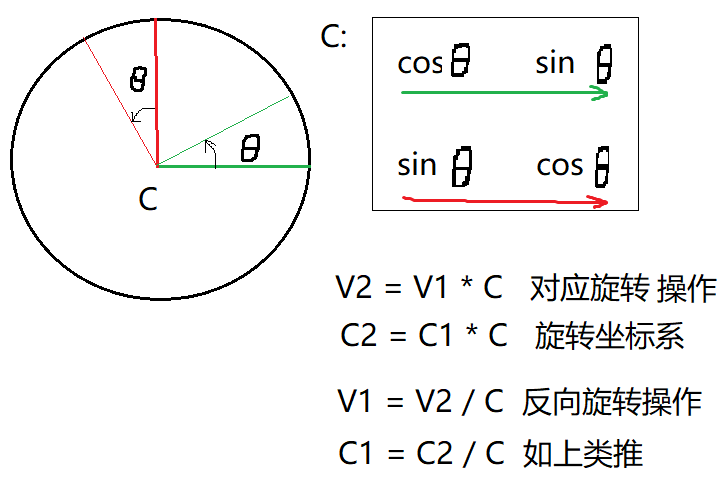 θ
θ
C
C:
cosθ sin θ
sin θ cos θ
V2 = V1 * C 对应旋转 操作
C2 = C1 * C 旋转坐标系
V1 = V2 / C 反向旋转操作
C1 = C2 / C 如上类推